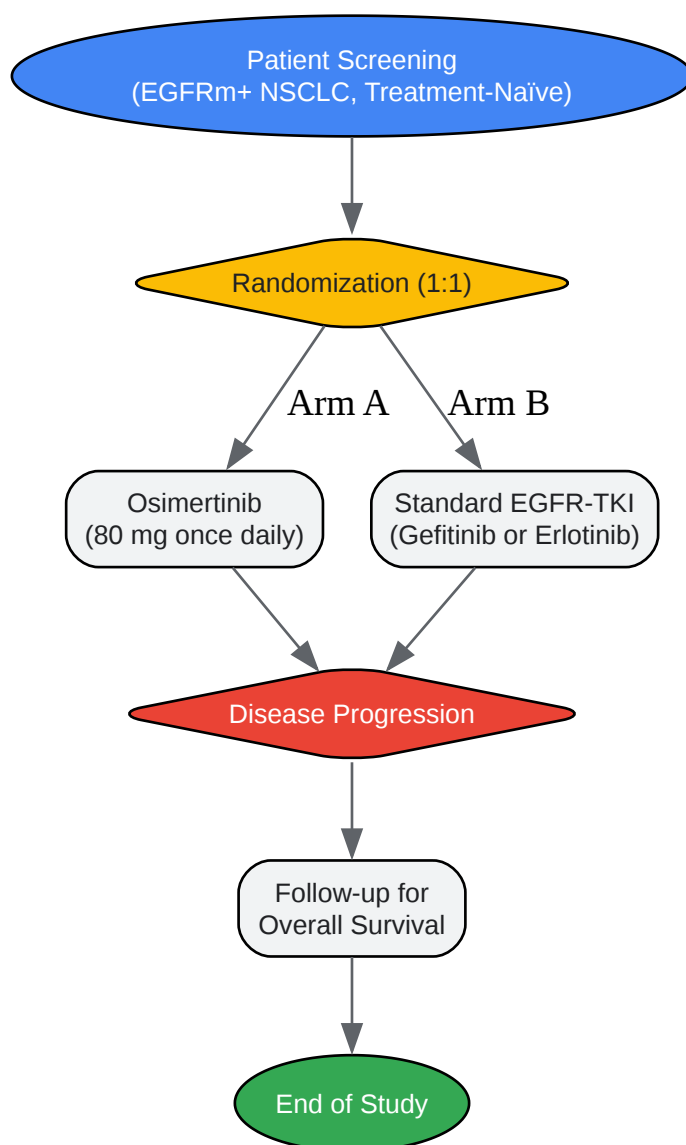 Patient Screening
(EGFRm+ NSCLC, Treatment-Naïve)
Randomization (1:1)
Arm A
Arm B
Osimertinib
(80 mg once daily)
Standard EGFR-TKI
(Gefitinib or Erlotinib)
Disease Progression
Follow-up for
Overall Survival
End of Study